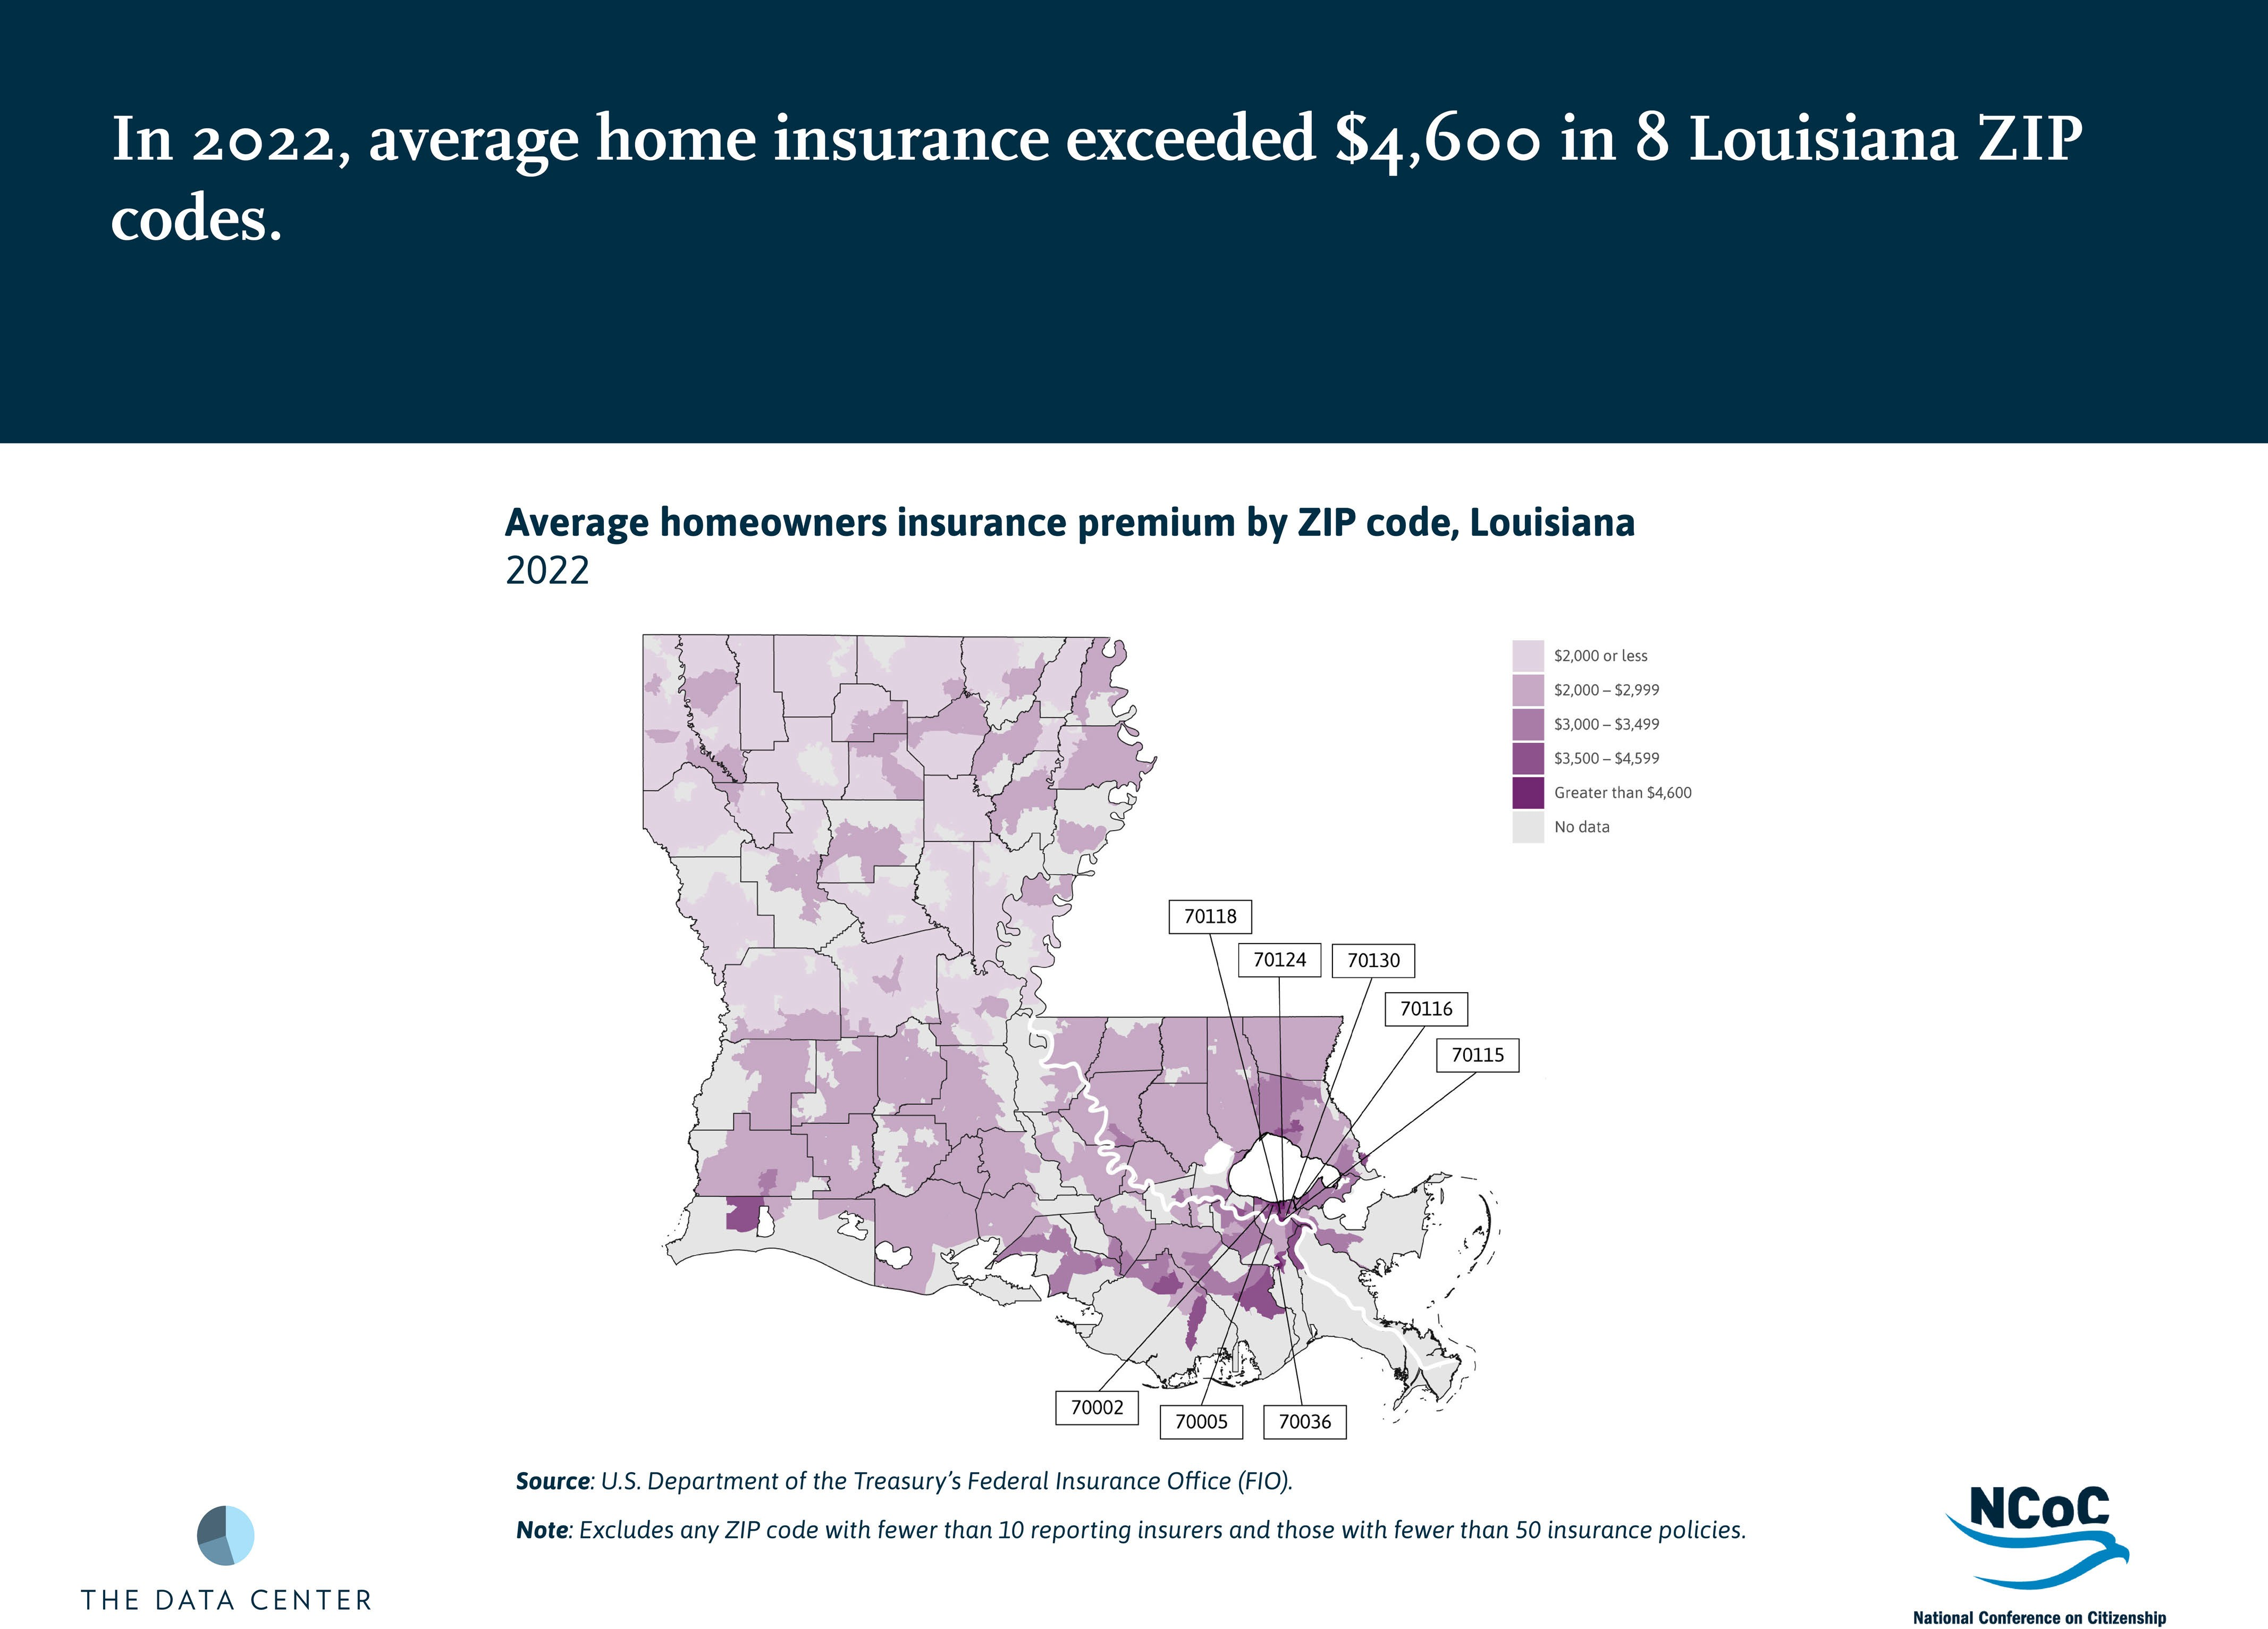 In 2022, average home insurance exceeded $4,600 in 8 Louisiana ZIP
codes.
Average homeowners insurance premium by ZIP code, Louisiana
2022
$2,000 or less
$2,000 – $2,999
$3,000 – $3,499
$3,500 – $4,599
Greater than $4,600
No data
70118
70124
70130
70116
70115
70002
70005
70036
Source: U.S. Department of the Treasury’s Federal Insurance Office (FIO).
Note: Excludes any ZIP code with fewer than 10 reporting insurers and those with fewer than 50 insurance policies.
THE DATA CENTER
NCoC
National Conference on Citizenship